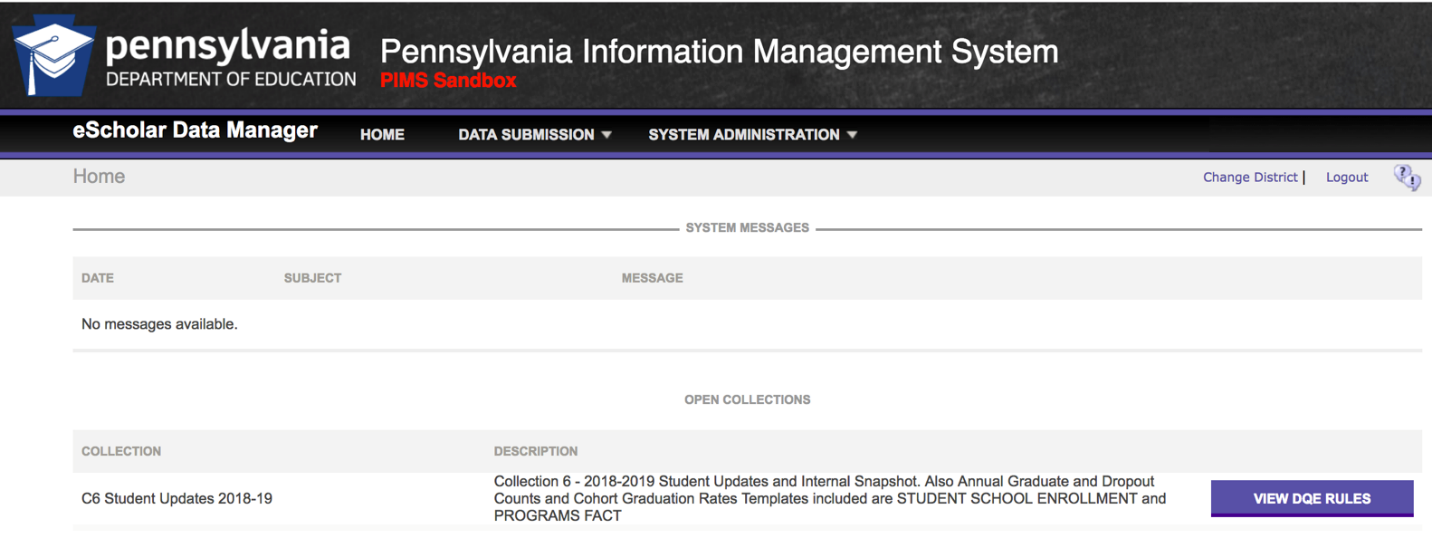 pennsylvania
DEPARTMENT OF EDUCATION
Pennsylvania Information Management System
PIMS Sandbox
eScholar Data Manager HOME DATA SUBMISSION ▼ SYSTEM ADMINISTRATION ▼
Home Change District | Logout
SYSTEM MESSAGES
DATE SUBJECT MESSAGE
No messages available.
OPEN COLLECTIONS
COLLECTION DESCRIPTION
C6 Student Updates 2018-19
Collection 6 - 2018-2019 Student Updates and Internal Snapshot. Also Annual Graduate and Dropout
Counts and Cohort Graduation Rates Templates included are STUDENT SCHOOL ENROLLMENT and
PROGRAMS FACT
VIEW DQE RULES